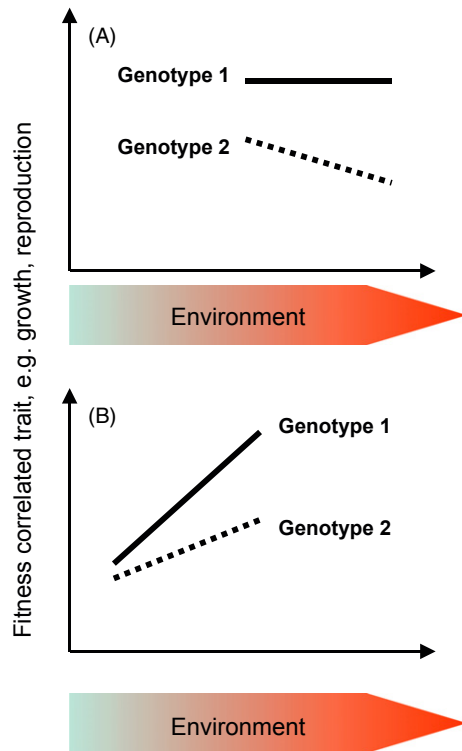 Fitness correlated trait, e.g. growth, reproduction
(A)
Genotype 1
Genotype 2
Environment
(B)
Genotype 1
Genotype 2
Environment